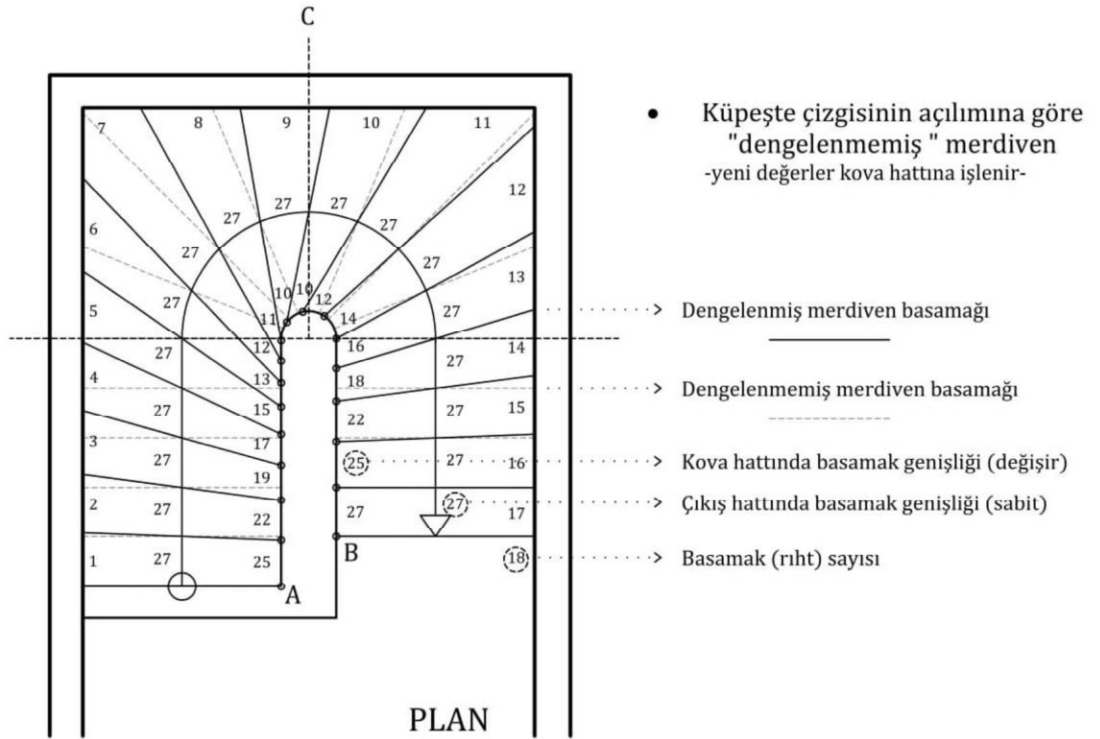 C
• Küpeşte çizgisinin açılımına göre
"dengelenmemiş " merdiven
-yeni değerler kova hattına işlenir-
7 8 9 10 11
12
27 27 27 27
6 27 27
13
27 10 10 12 27
5 11 14
Dengelenmiş merdiven basamağı
27 12 16 27 14
4 13 18
Dengelenmemiş merdiven basamağı
27 15 22 27 15
3 17
27 19 25 27 16
Kova hattında basamak genişliği (değişir)
2 27 22 27 27 17
Çıkış hattında basamak genişliği (sabit)
1 27 25 B 18
Basamak (rıht) sayısı
A
PLAN